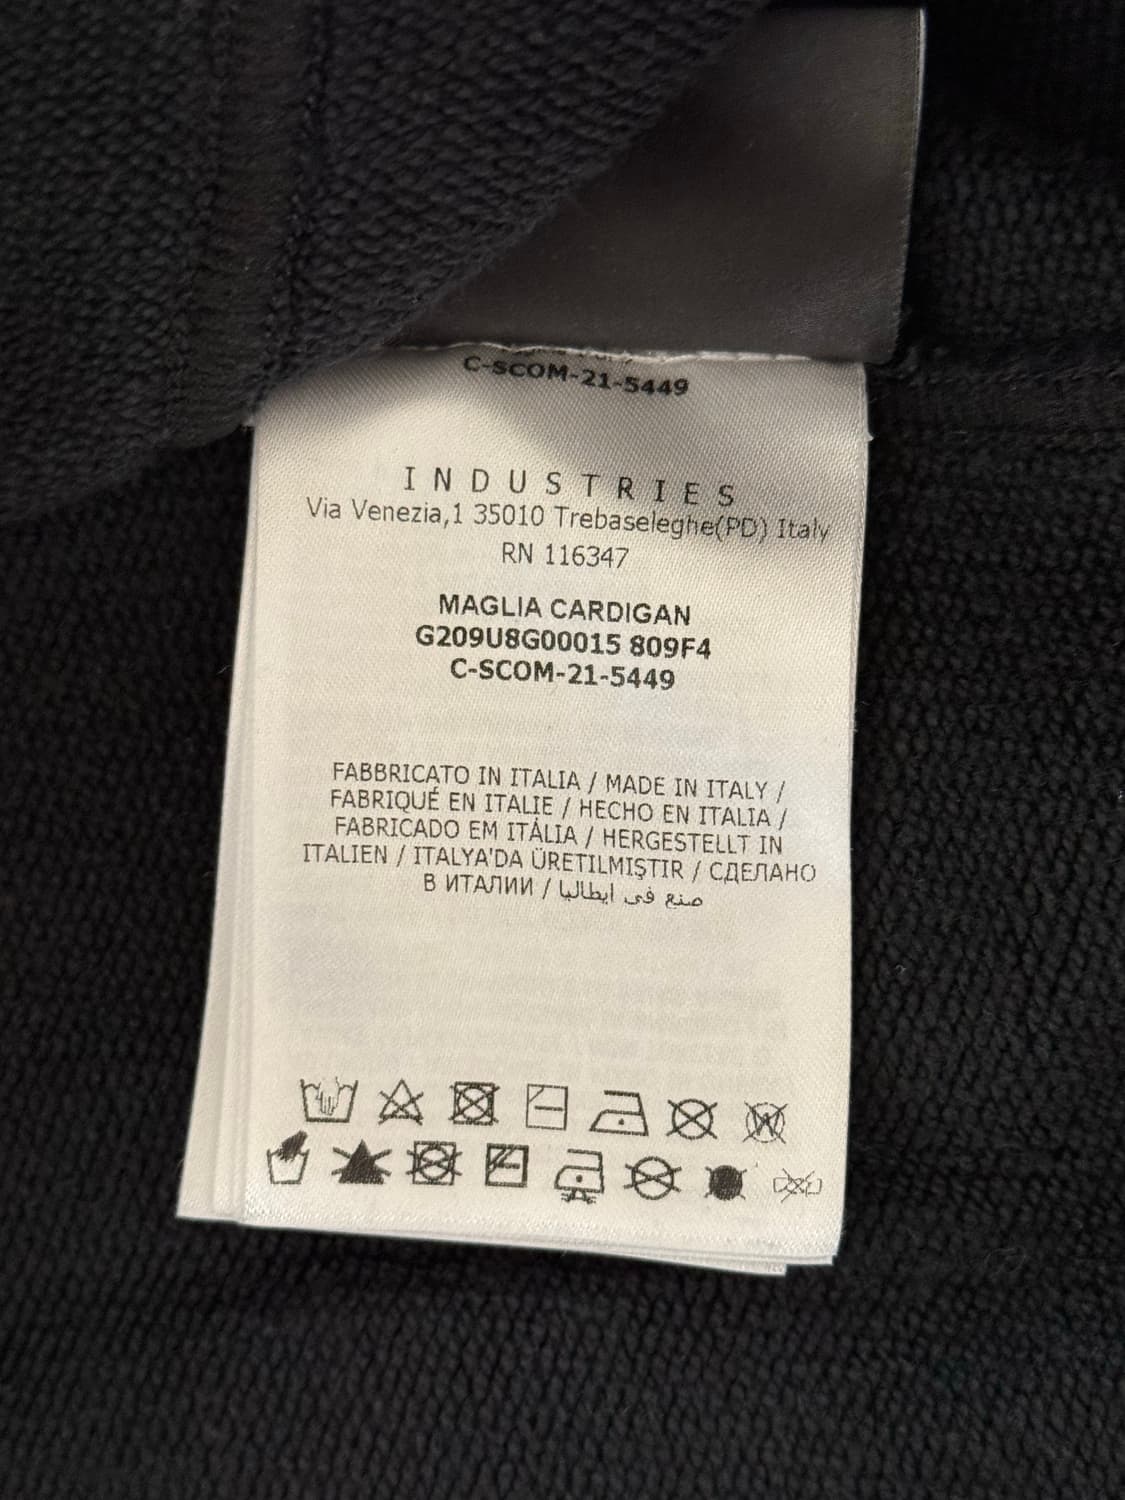 C-SCOM-21-5449
INDUSTRIES
Via Venezia,1 35010 Trebaseleghe(PD) Italy
RN 116347
MAGLIA CARDIGAN
G209U8G00015 809F4
C-SCOM-21-5449
FABBRICATO IN ITALIA / MADE IN ITALY /
FABRIQUÉ EN ITALIE / HECHO EN ITALIA /
FABRICADO EM ITÁLIA / HERGESTELLT IN
ITALIEN / ITALYA'DA ÜRETILMIŞTIR / СДЕЛАНО
В ИТАЛИИ / صنع في ايطاليا
W